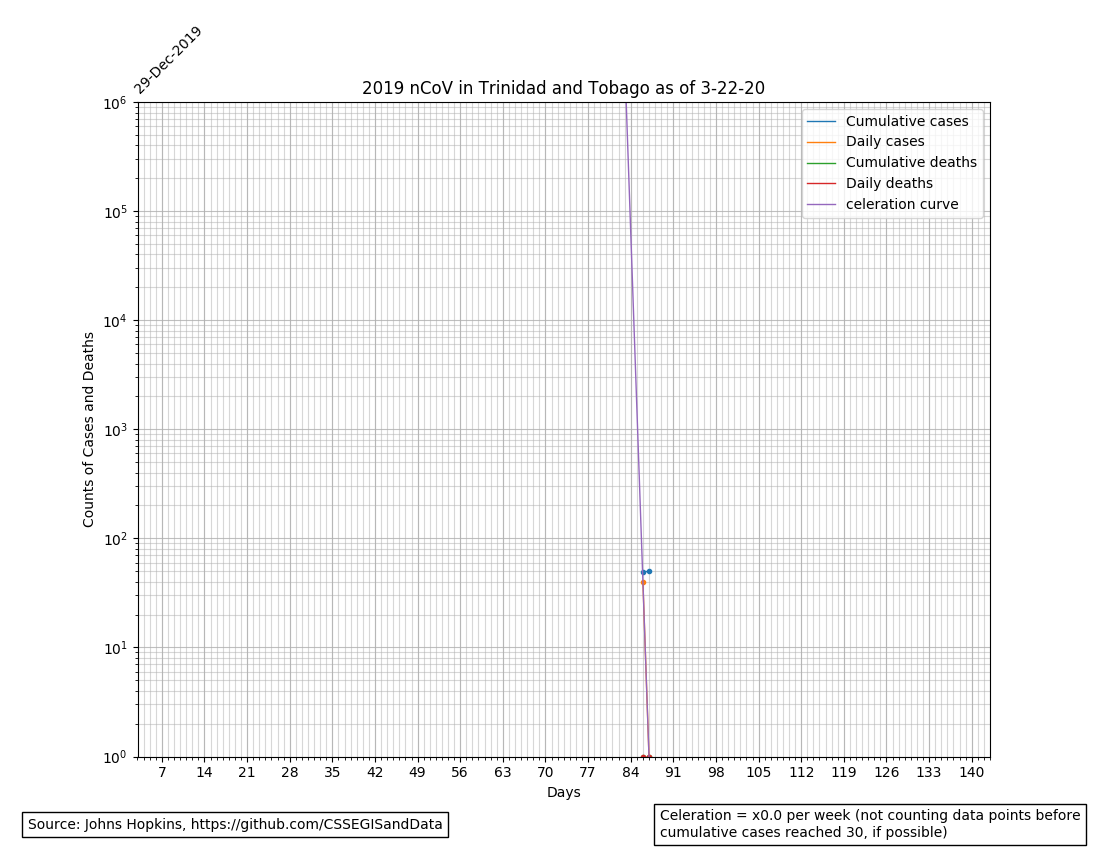 29-Dec-2019
2019 nCoV in Trinidad and Tobago as of 3-22-20
Cumulative cases
Daily cases
Cumulative deaths
Daily deaths
celeration curve
Counts of Cases and Deaths
10^6
10^5
10^4
10^3
10^2
10^1
10^0
7 14 21 28 35 42 49 56 63 70 77 84 91 98 105 112 119 126 133 140
Days
Source: Johns Hopkins, https://github.com/CSSEGISandData
Celeration = x0.0 per week (not counting data points before
cumulative cases reached 30, if possible)